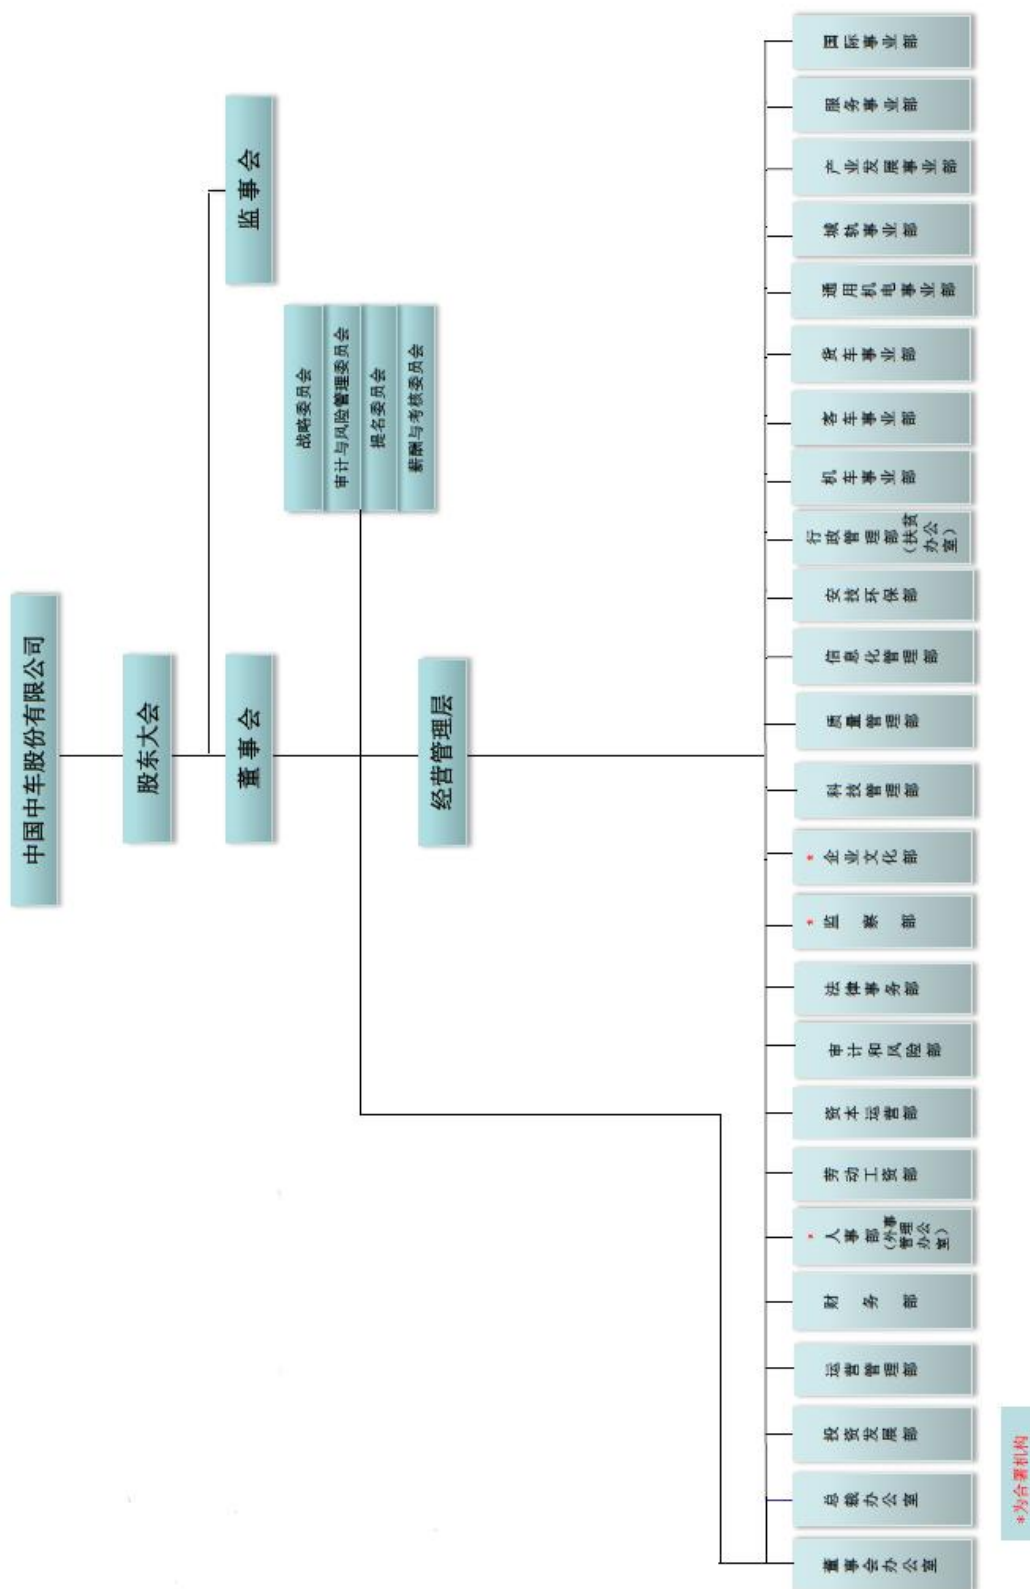 中国中车股份有限公司
股东大会
董事会
监事会
战略委员会
审计与风险管理委员会
提名委员会
薪酬与考核委员会
经营管理层
董事会办公室
总裁办公室
投资发展部
运营管理部
财务部
*人事部
(外事管理办公室)
劳动工资部
资本运营部
审计和风险部
法律事务部
*监察部
*企业文化部
科技管理部
质量管理部
信息化管理部
安技环保部
行政管理部
(扶贫办公室)
机车事业部
客车事业部
货车事业部
通用机电事业部
城轨事业部
产业发展事业部
服务事业部
国际事业部
*为合署机构